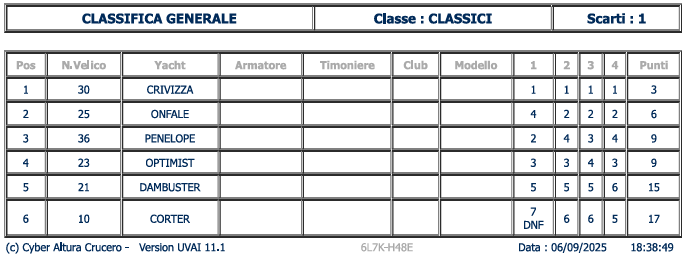 CLASSIFICA GENERALE Classe : CLASSICI Scarti : 1
Pos N.Velico Yacht Armatore Timoniere Club Modello 1 2 3 4 Punti
1 30 CRIVIZZA 1 1 1 1 3
2 25 ONFALE 4 2 2 2 6
3 36 PENELOPE 2 4 3 4 9
4 23 OPTIMIST 3 3 4 3 9
5 21 DAMBUSTER 5 5 5 6 15
6 10 CORTER 7 DNF 6 6 5 17
(c) Cyber Altura Crucero - Version UVAI 11.1 6L7K-H48E Data : 06/09/2025 18:38:49